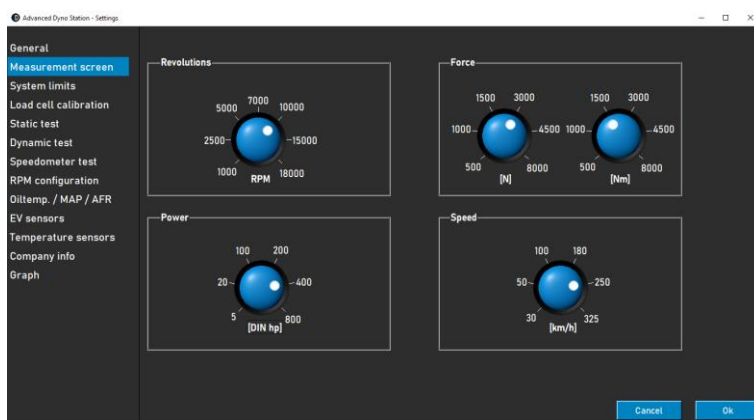 Advanced Dyno Station - Settings
General
Measurement screen
System limits
Load cell calibration
Static test
Dynamic test
Speedometer test
RPM configuration
Oiltemp. / MAP / AFR
EV sensors
Temperature sensors
Company info
Graph
Revolutions
7000
5000 10000
2500 15000
1000 18000
RPM
Force
1500 3000 1500 3000
1000 4500 1000 4500
500 8000 500 8000
[N] [Nm]
Power
100 200
20 400
5 800
[DIN hp]
Speed
100 180
50 250
30 325
[km/h]
Cancel Ok